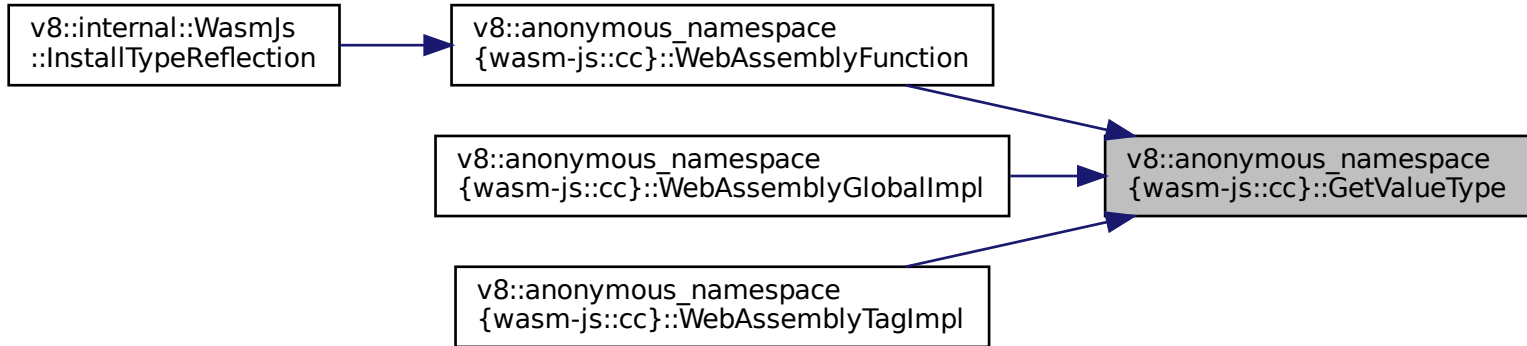 v8::internal::WasmJs
::InstallTypeReflection
v8::anonymous_namespace
{wasm-js::cc}::WebAssemblyFunction
v8::anonymous_namespace
{wasm-js::cc}::WebAssemblyGlobalImpl
v8::anonymous_namespace
{wasm-js::cc}::WebAssemblyTagImpl
v8::anonymous_namespace
{wasm-js::cc}::GetValueType